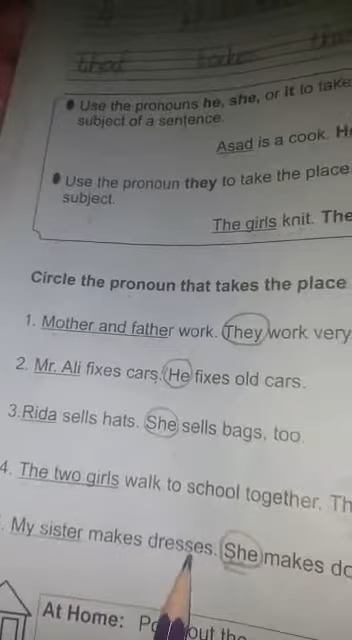 Use the pronouns he, she, or it to take
subject of a sentence.
Asad is a cook.
Use the pronoun they to take the place
subject.
The girls knit. The
Circle the pronoun that takes the place
1. Mother and father work. They work very
2. Mr. Ali fixes cars. He fixes old cars.
3. Rida sells hats. She sells bags, too.
4. The two girls walk to school together. Th
. My sister makes dresses. She makes do
At Home: